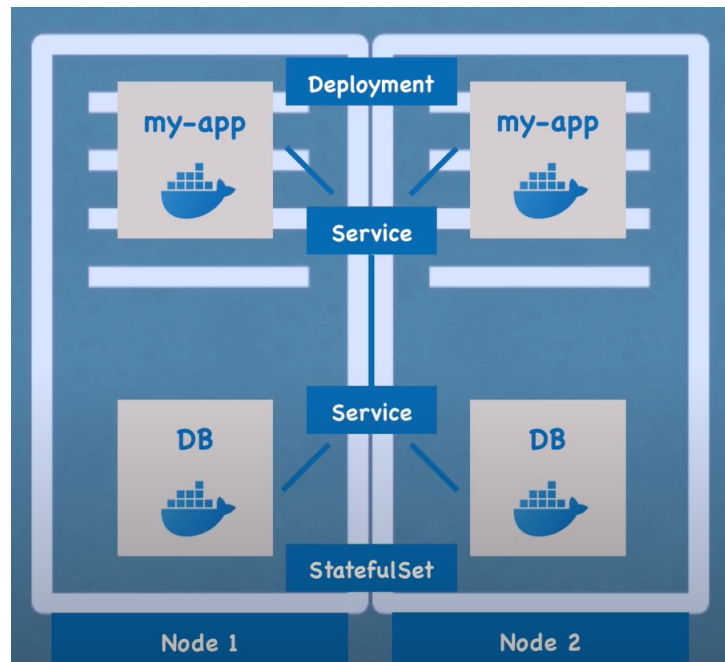 Deployment
my-app
my-app
Service
Service
DB
DB
StatefulSet
Node 1
Node 2